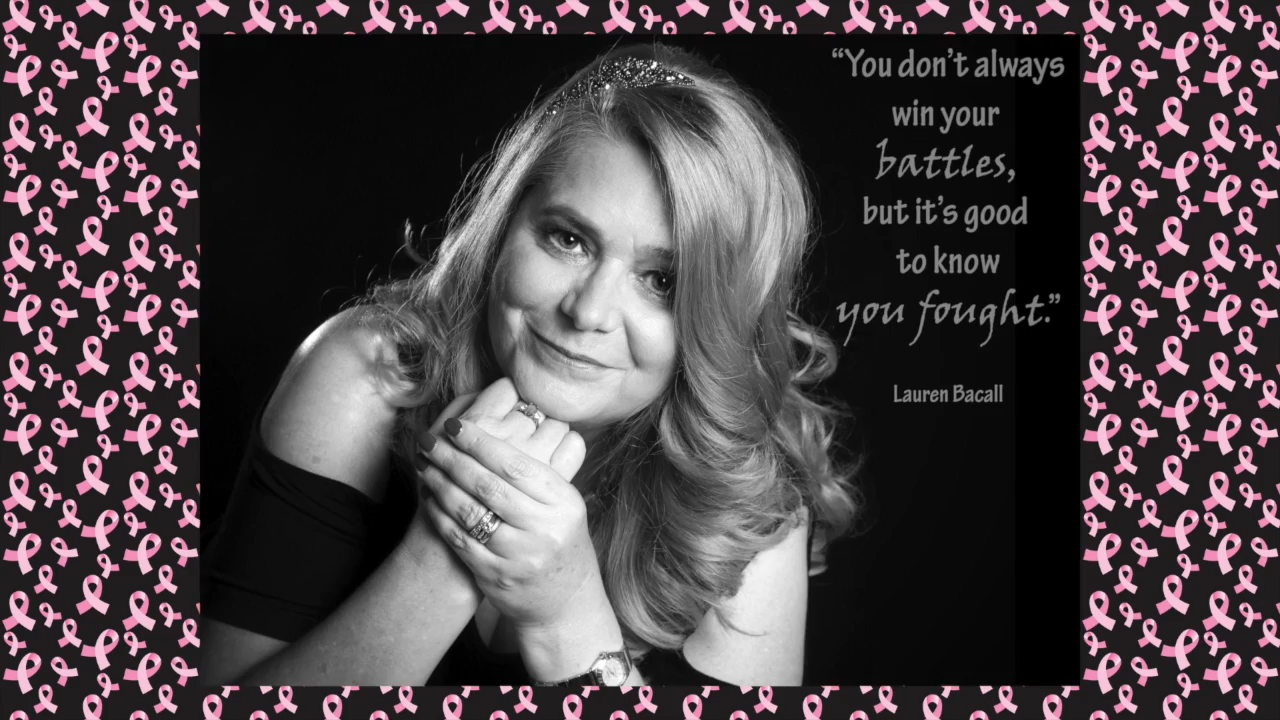 “You don’t always
win your
battles,
but it’s good
to know
you fought.”
Lauren Bacall